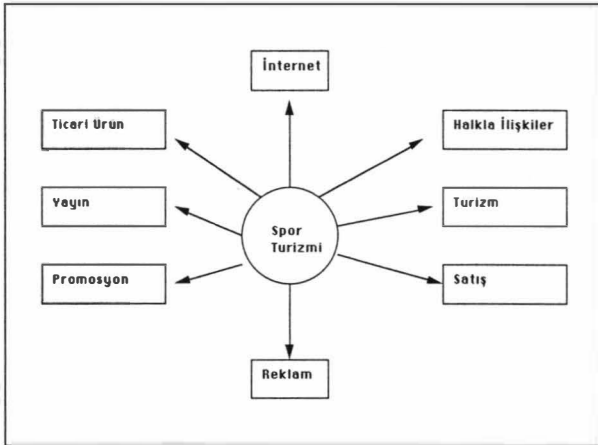 İnternet
Ticari Ürün
Halkla İlişkiler
Yayın
Turizm
Spor
Turizmi
Promosyon
Satış
Reklam